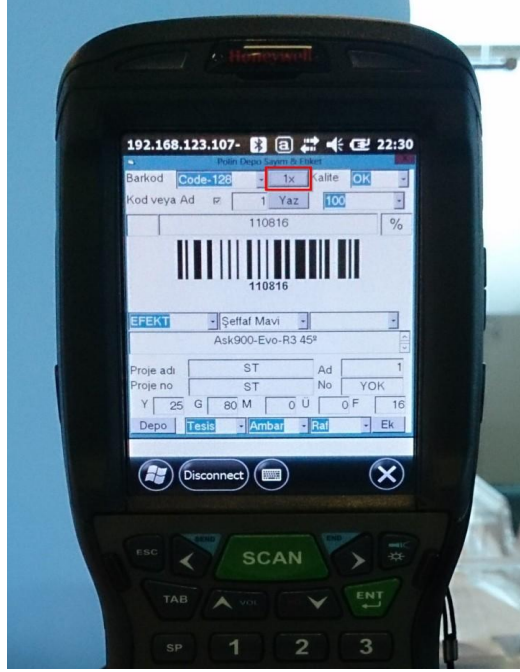 Honeywell
192.168.123.107- a 22:30
Polin Depo Sayım & Etiket
Barkod Code-128 1x Kalite OK
Kod veya Ad 1 Yaz 100
110816 %
110816
EFEKT Şeffaf Mavi
Ask900-Evo-R3 45º
Proje adı ST Ad 1
Proje no ST No YOK
Y 25 G 80 M 0 Ü 0 F 16
Depo Tesis Ambar Raf Ek
Disconnect
ESC SEND SCAN END
TAB VOL ENT
SP 1 2 3